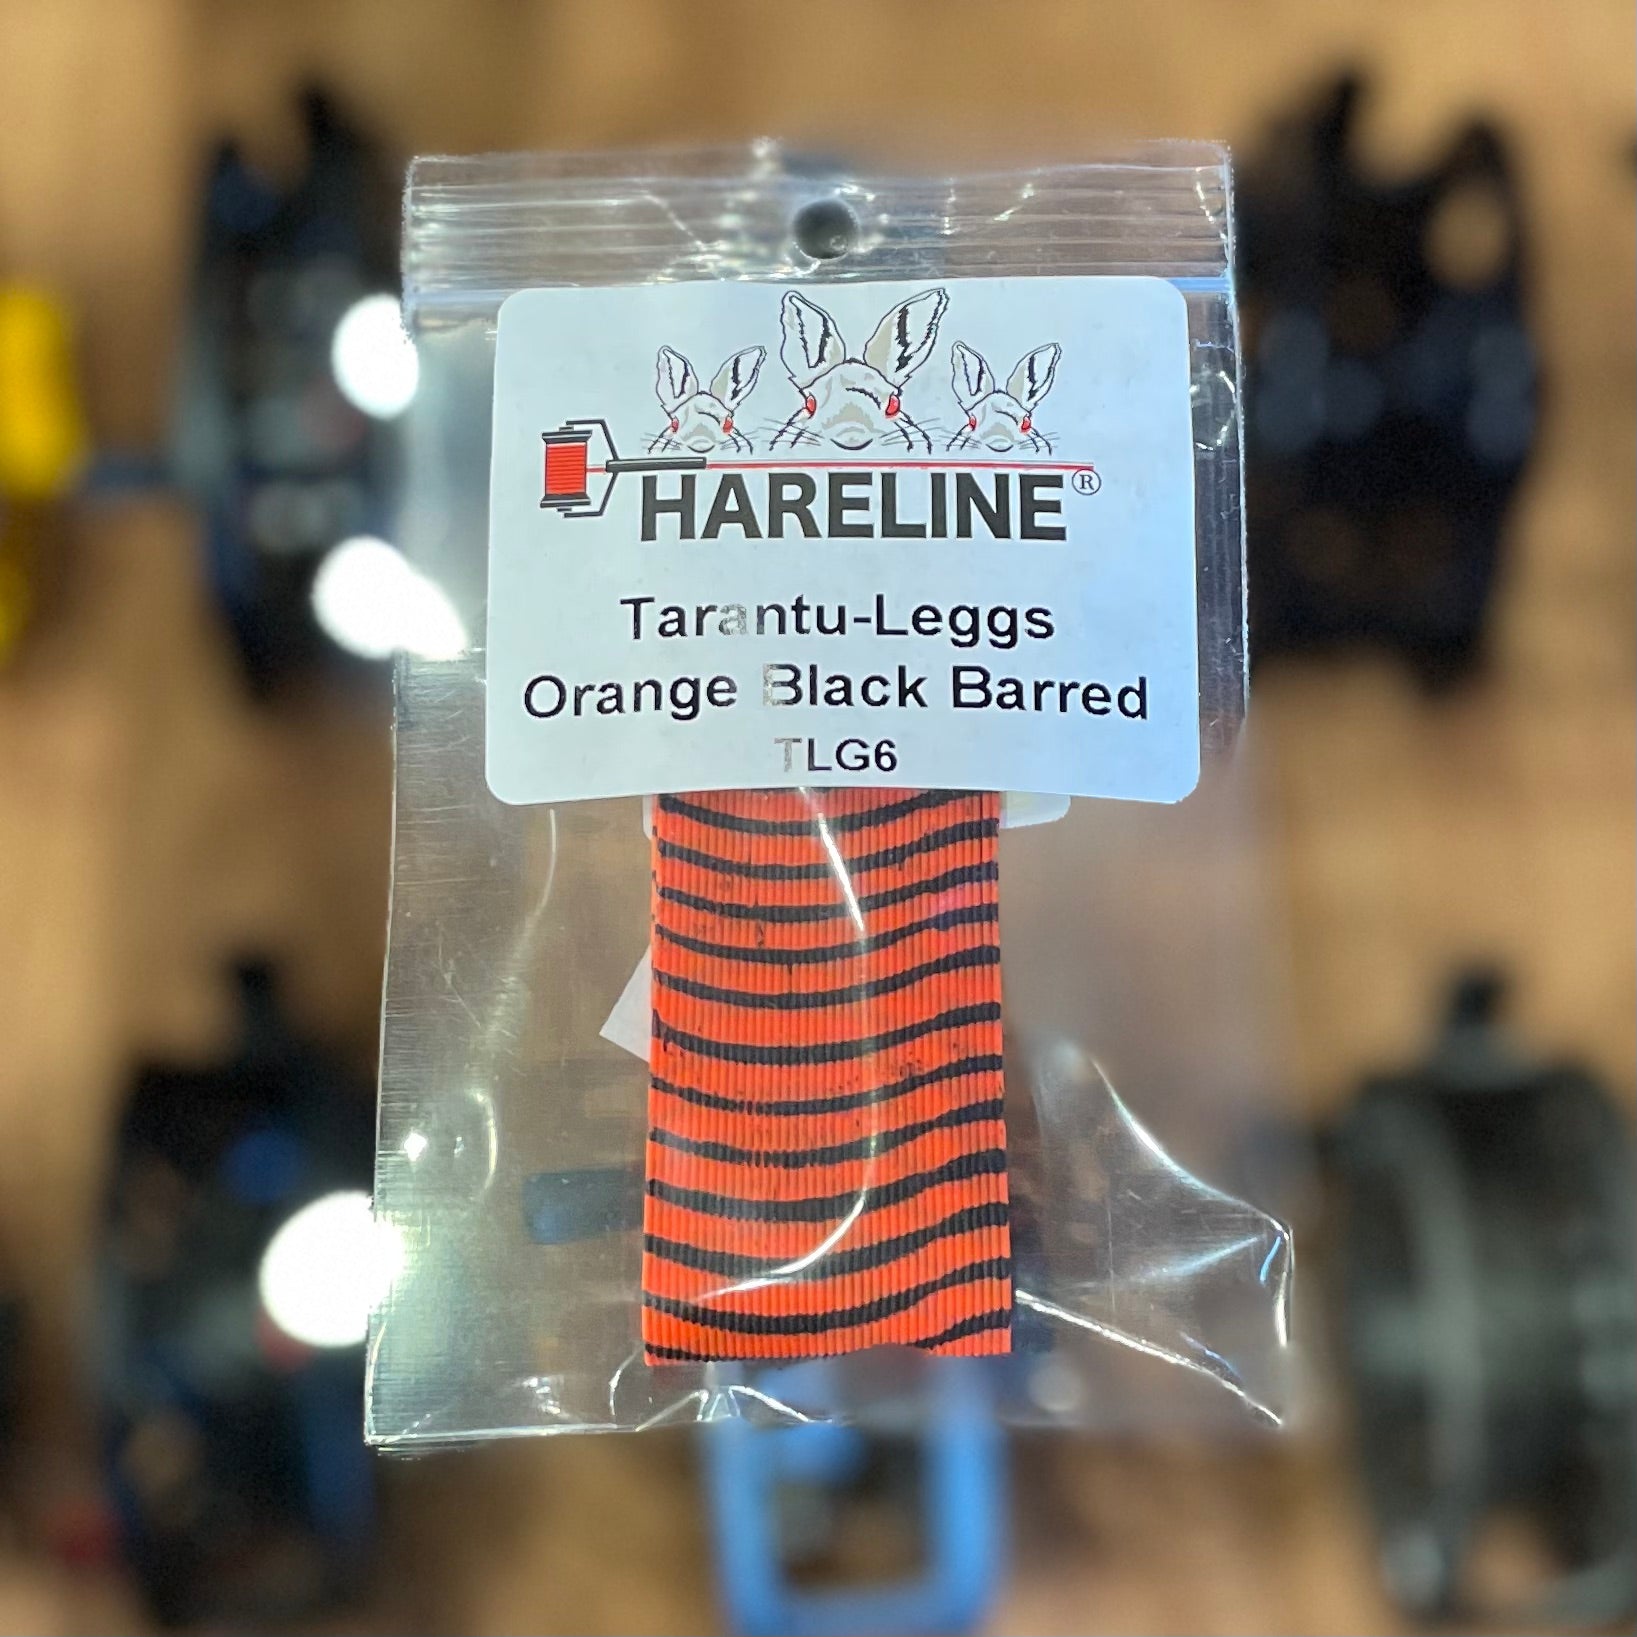 HARELINE®
Tarantu-Leggs
Orange Black Barred
TLG6